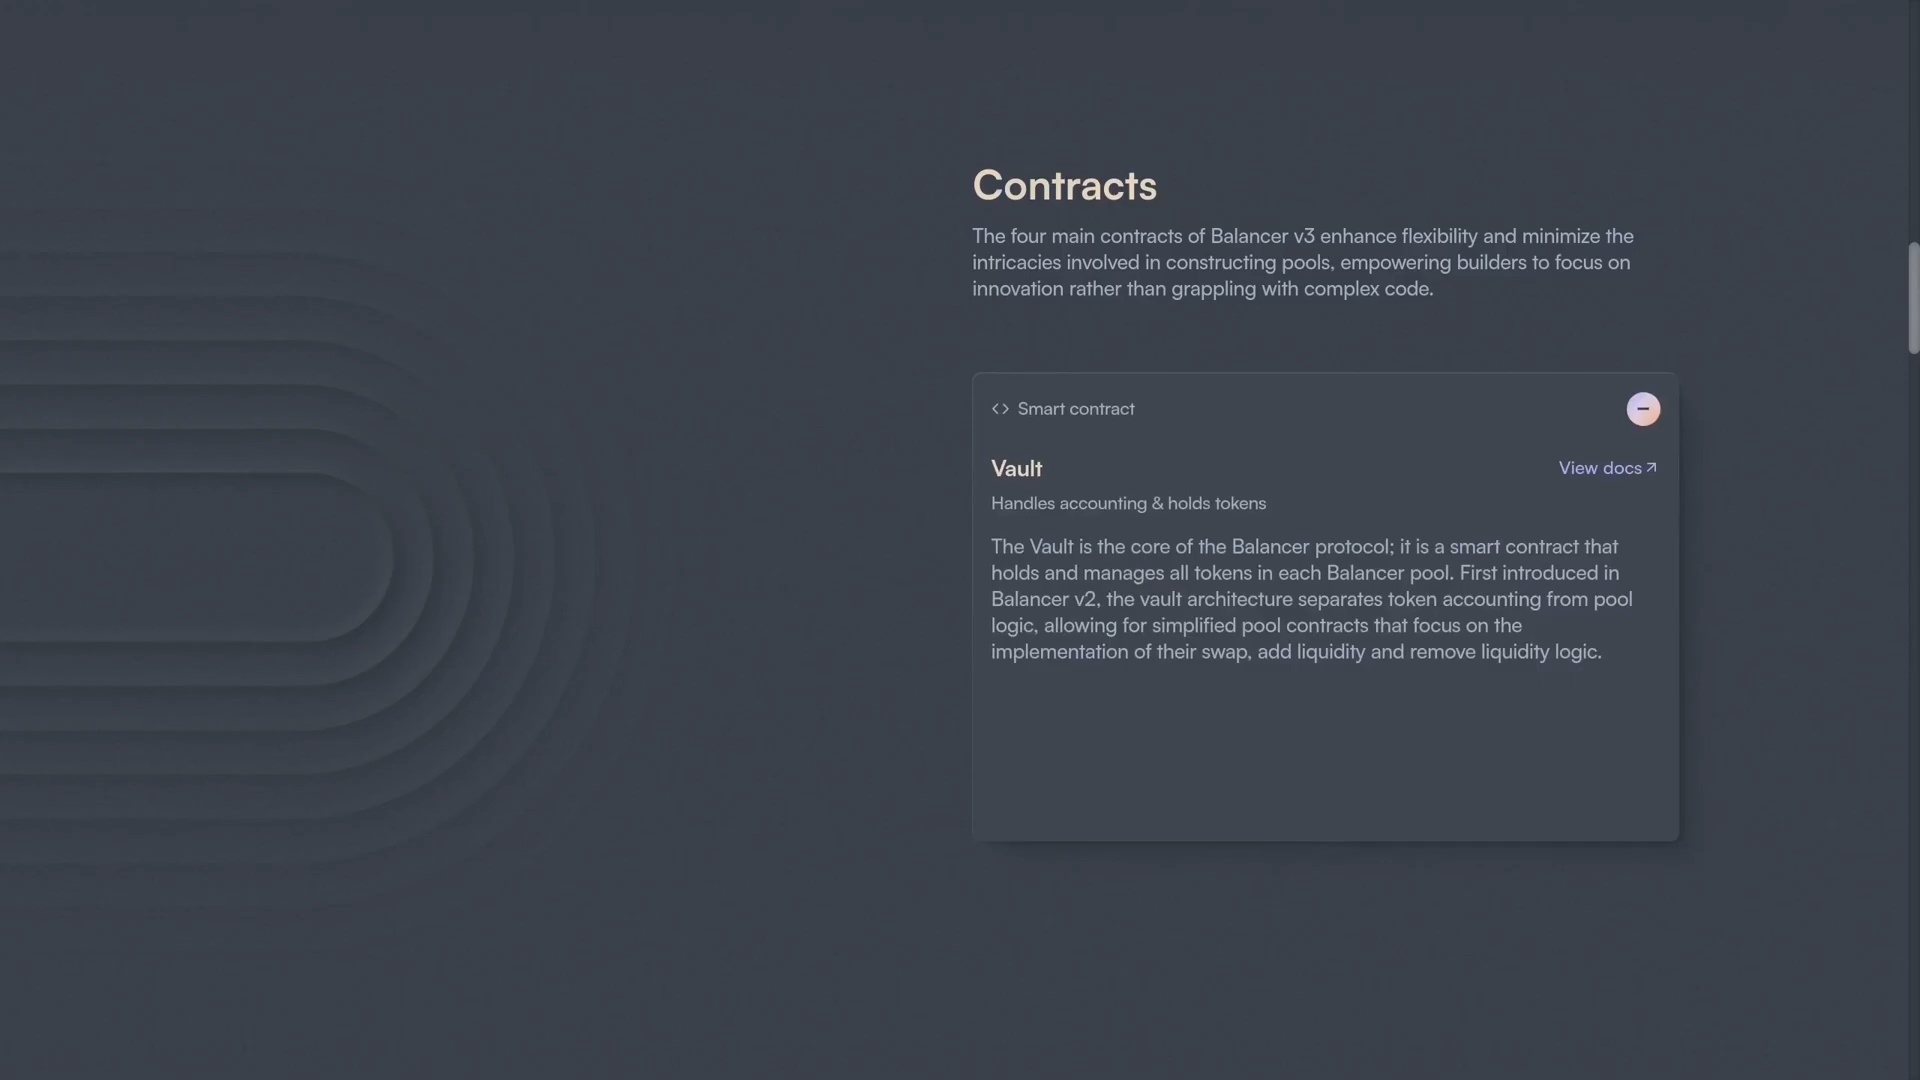 Contracts
The four main contracts of Balancer v3 enhance flexibility and minimize the
intricacies involved in constructing pools, empowering builders to focus on
innovation rather than grappling with complex code.
Smart contract
Vault
View docs
Handles accounting & holds tokens
The Vault is the core of the Balancer protocol; it is a smart contract that
holds and manages all tokens in each Balancer pool. First introduced in
Balancer v2, the vault architecture separates token accounting from pool
logic, allowing for simplified pool contracts that focus on the
implementation of their swap, add liquidity and remove liquidity logic.